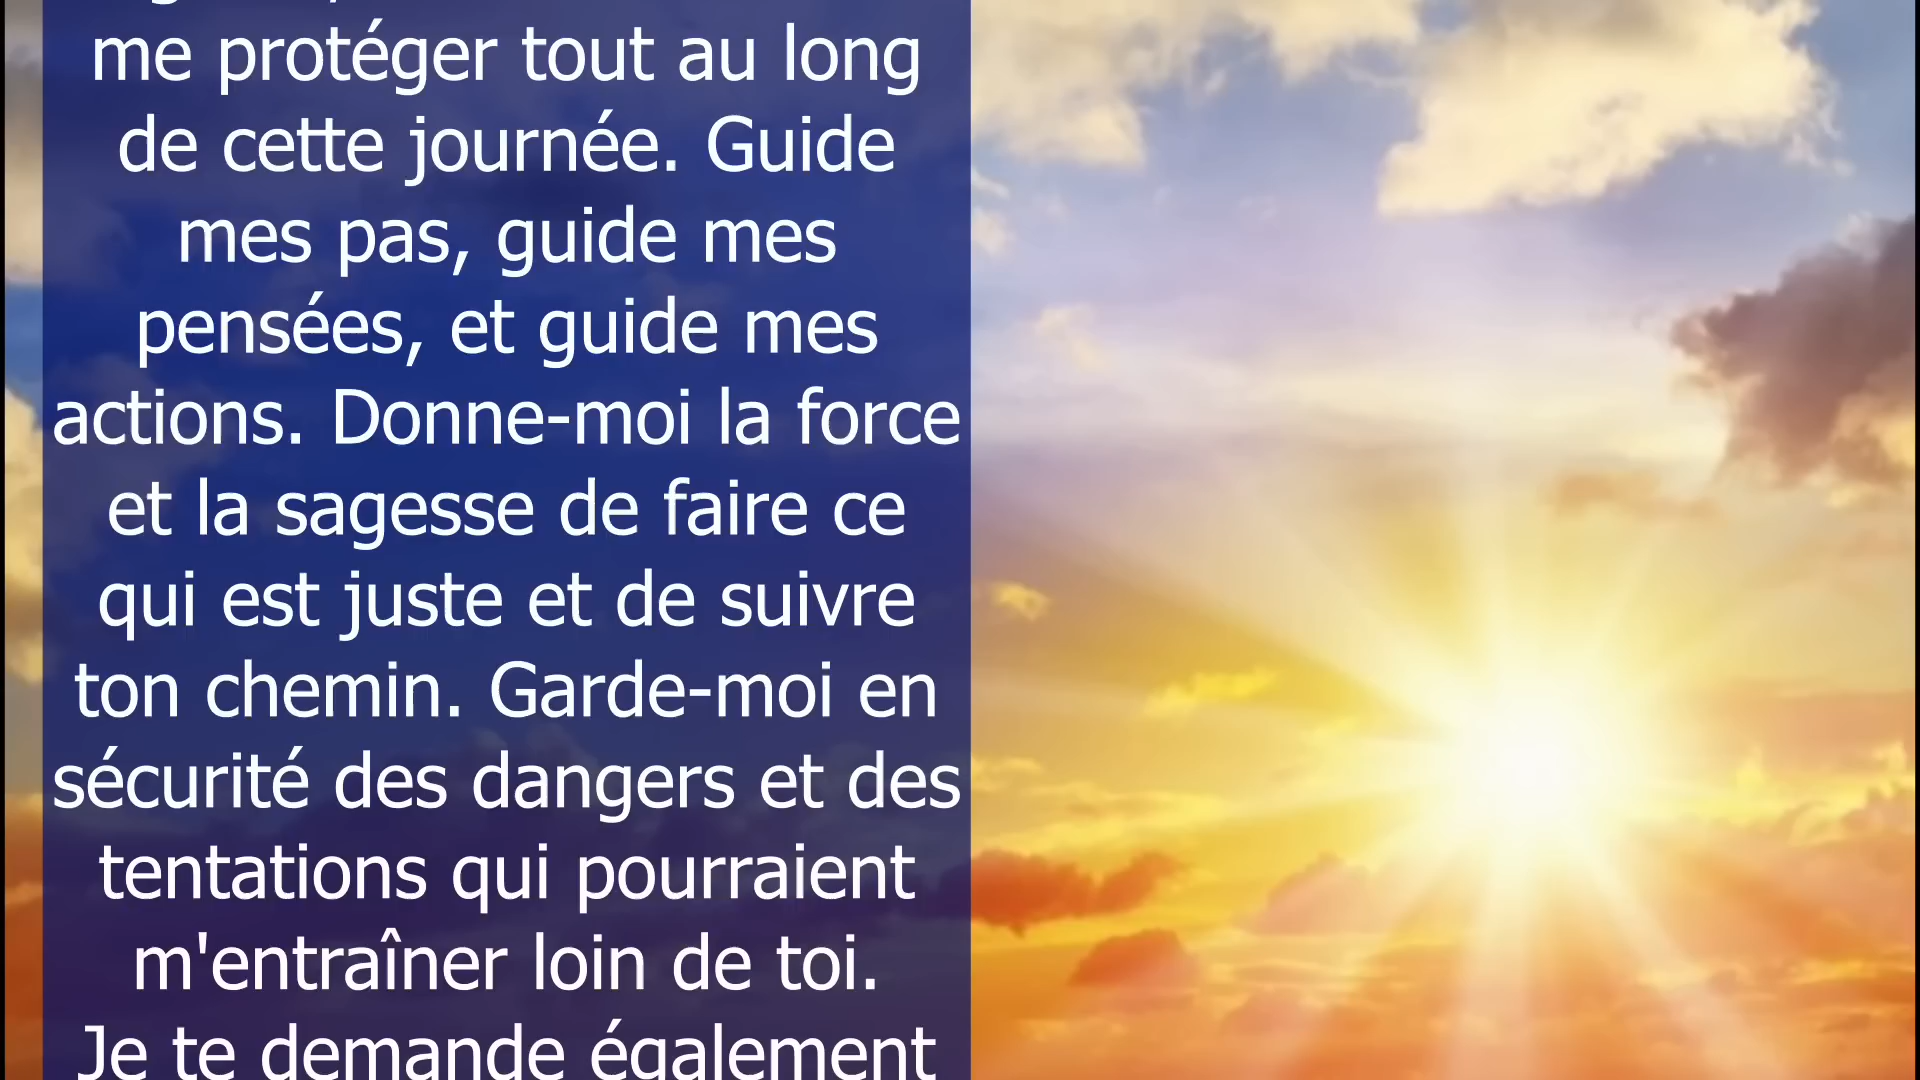 me protéger tout au long
de cette journée. Guide
mes pas, guide mes
pensées, et guide mes
actions. Donne-moi la force
et la sagesse de faire ce
qui est juste et de suivre
ton chemin. Garde-moi en
sécurité des dangers et des
tentations qui pourraient
m'entraîner loin de toi.
Je te demande également